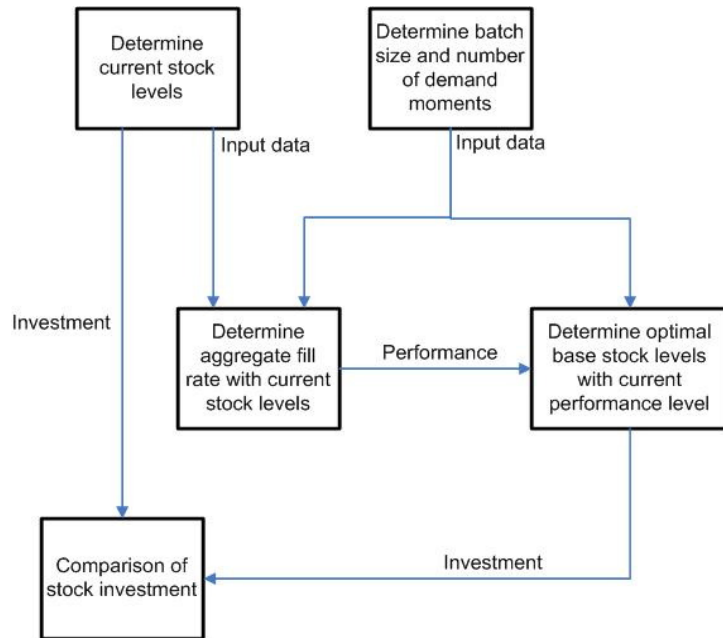 Determine
current stock
levels
Determine batch
size and number
of demand
moments
Input data
Input data
Investment
Determine
aggregate fill
rate with current
stock levels
Performance
Determine optimal
base stock levels
with current
performance level
Comparison of
stock investment
Investment